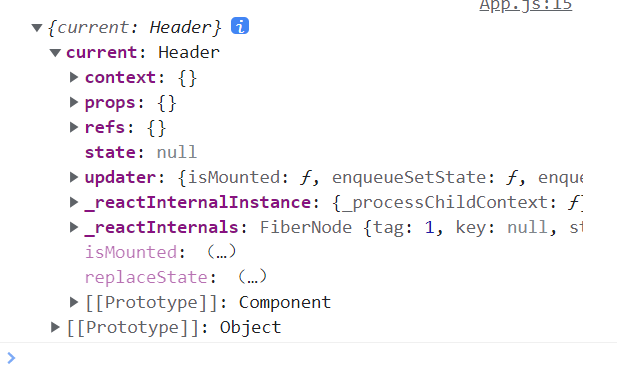 App.js:15
▼{current: Header} i
▼current: Header
▶context: {}
▶props: {}
▶refs: {}
state: null
▶updater: {isMounted: ƒ, enqueueSetState: ƒ, enque
▶_reactInternalInstance: {_processChildContext: ƒ}
▶_reactInternals: FiberNode {tag: 1, key: null, st
isMounted: (…)
replaceState: (…)
▶[[Prototype]]: Component
▶[[Prototype]]: Object
>